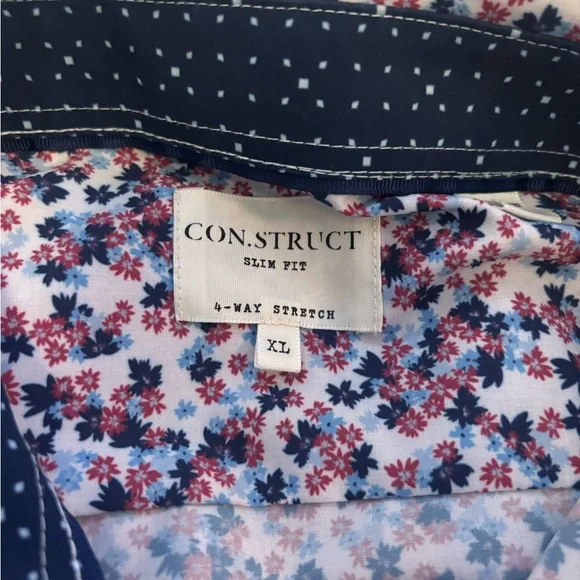 CON.STRUCT
SLIM FIT
4-WAY STRETCH
XL